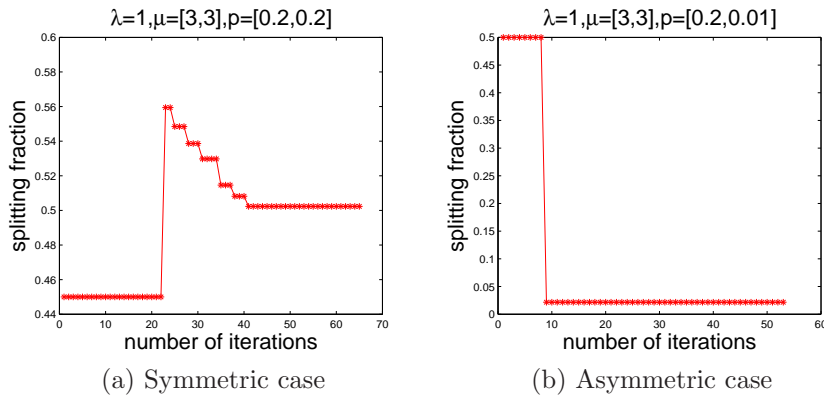 λ=1,μ=[3,3],p=[0.2,0.2]
0.6
0.58
0.56
0.54
0.52
0.5
0.48
0.46
0.44
splitting fraction
0 10 20 30 40 50 60 70
number of iterations
(a) Symmetric case
λ=1,μ=[3,3],p=[0.2,0.01]
0.5
0.45
0.4
0.35
0.3
0.25
0.2
0.15
0.1
0.05
0
splitting fraction
0 10 20 30 40 50 60
number of iterations
(b) Asymmetric case